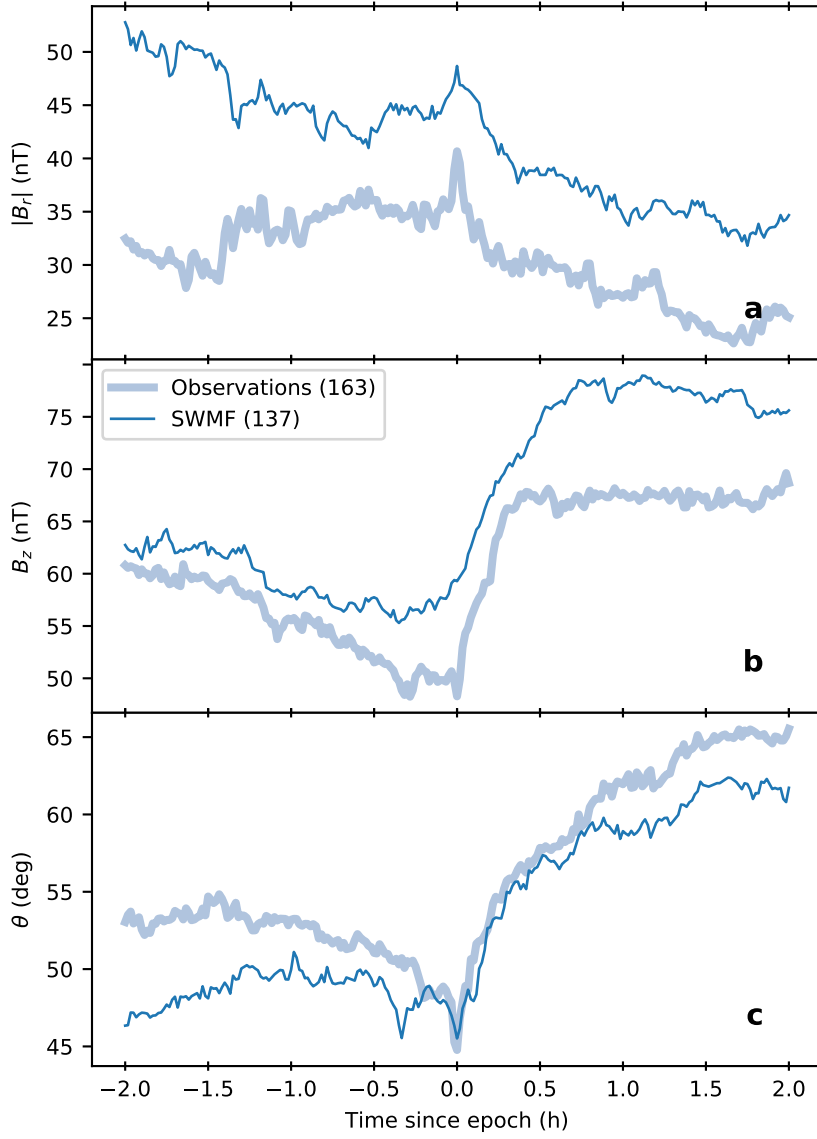 50
45
40
35
30
25
|B_r| (nT)
a
Observations (163)
SWMF (137)
75
70
65
60
55
50
B_z (nT)
b
65
60
55
50
45
θ (deg)
c
−2.0 −1.5 −1.0 −0.5 0.0 0.5 1.0 1.5 2.0
Time since epoch (h)